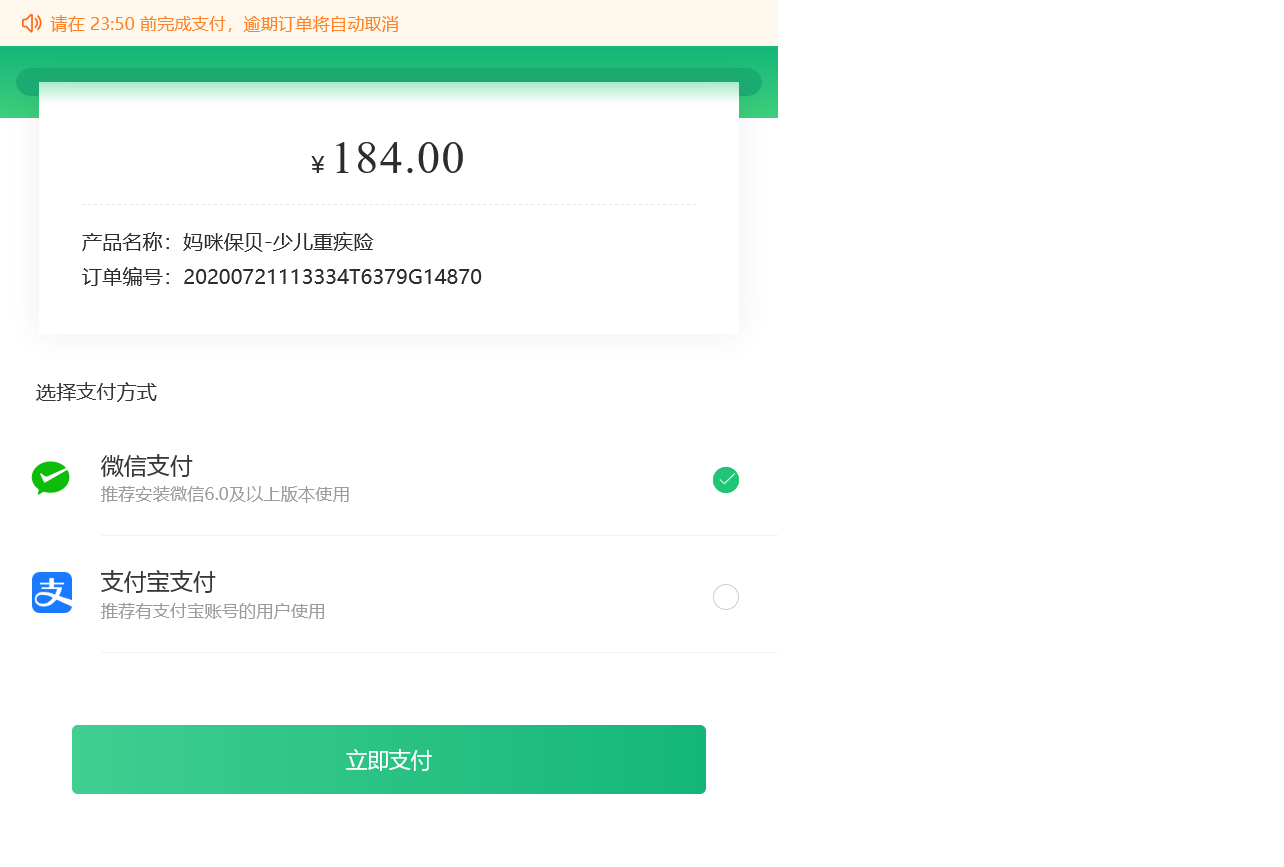 请在 23:50 前完成支付，逾期订单将自动取消
¥ 184.00
产品名称：妈咪保贝-少儿重疾险
订单编号：20200721113334T6379G14870
选择支付方式
微信支付
推荐安装微信6.0及以上版本使用
支
支付宝支付
推荐有支付宝账号的用户使用
立即支付